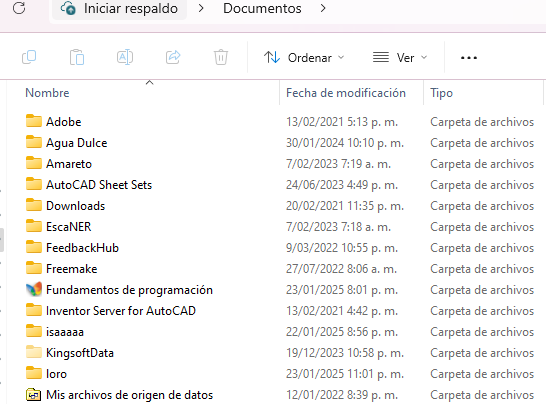 Iniciar respaldo > Documentos >
Ordenar Ver ...
Nombre Fecha de modificación Tipo
Adobe 13/02/2021 5:13 p. m. Carpeta de archivos
Agua Dulce 30/01/2024 10:10 p. m. Carpeta de archivos
Amareto 7/02/2023 7:19 a. m. Carpeta de archivos
AutoCAD Sheet Sets 24/06/2023 4:49 p. m. Carpeta de archivos
Downloads 20/02/2021 11:35 p. m. Carpeta de archivos
EscaNER 7/02/2023 7:18 a. m. Carpeta de archivos
FeedbackHub 9/03/2022 10:55 p. m. Carpeta de archivos
Freemake 27/07/2022 8:06 a. m. Carpeta de archivos
Fundamentos de programación 23/01/2025 8:01 p. m. Carpeta de archivos
Inventor Server for AutoCAD 13/02/2021 4:42 p. m. Carpeta de archivos
isaaaaa 22/01/2025 8:56 p. m. Carpeta de archivos
KingsoftData 19/12/2023 10:58 p. m. Carpeta de archivos
loro 23/01/2025 11:01 p. m. Carpeta de archivos
Mis archivos de origen de datos 12/01/2022 8:39 p. m. Carpeta de archivos